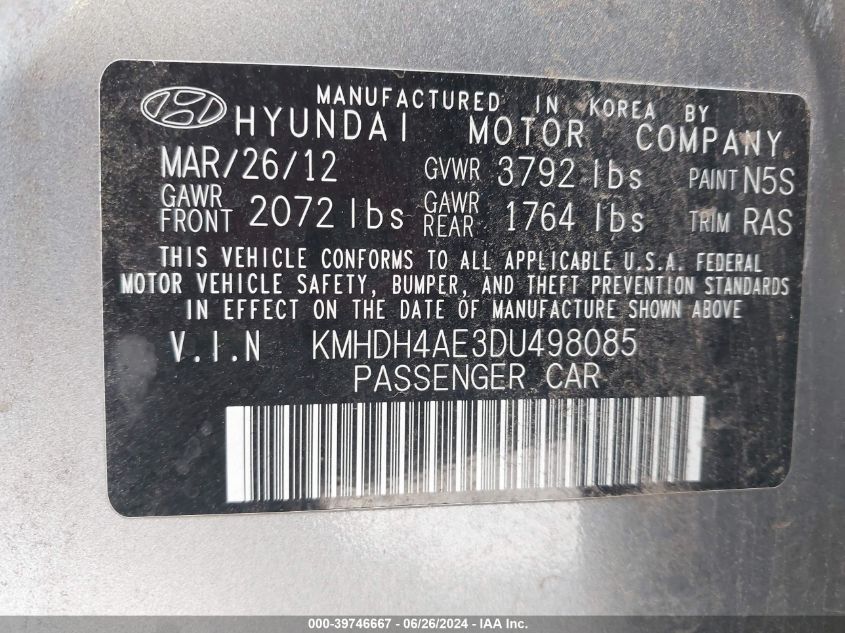 MANUFACTURED IN KOREA BY
HYUNDAI MOTOR COMPANY
MAR/26/12 GVWR 3792 lbs PAINT N5S
GAWR FRONT 2072 lbs GAWR REAR 1764 lbs TRIM RAS
THIS VEHICLE CONFORMS TO ALL APPLICABLE U.S.A. FEDERAL
MOTOR VEHICLE SAFETY, BUMPER, AND THEFT PREVENTION STANDARDS
IN EFFECT ON THE DATE OF MANUFACTURE SHOWN ABOVE
V.I.N KMHDH4AE3DU498085
PASSENGER CAR
000-39746667 - 06/26/2024 - IAA Inc.